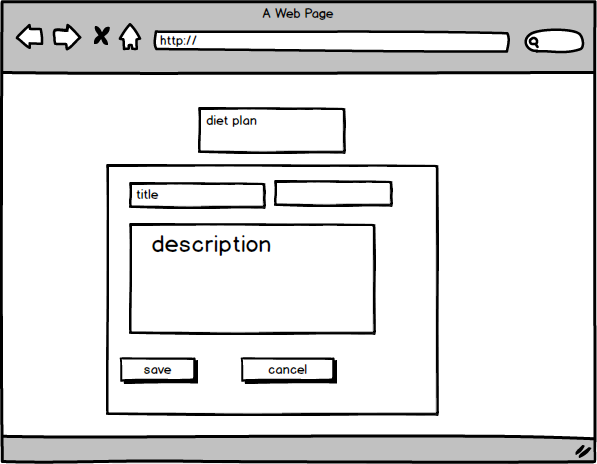 A Web Page
http://
diet plan
title
description
save
cancel